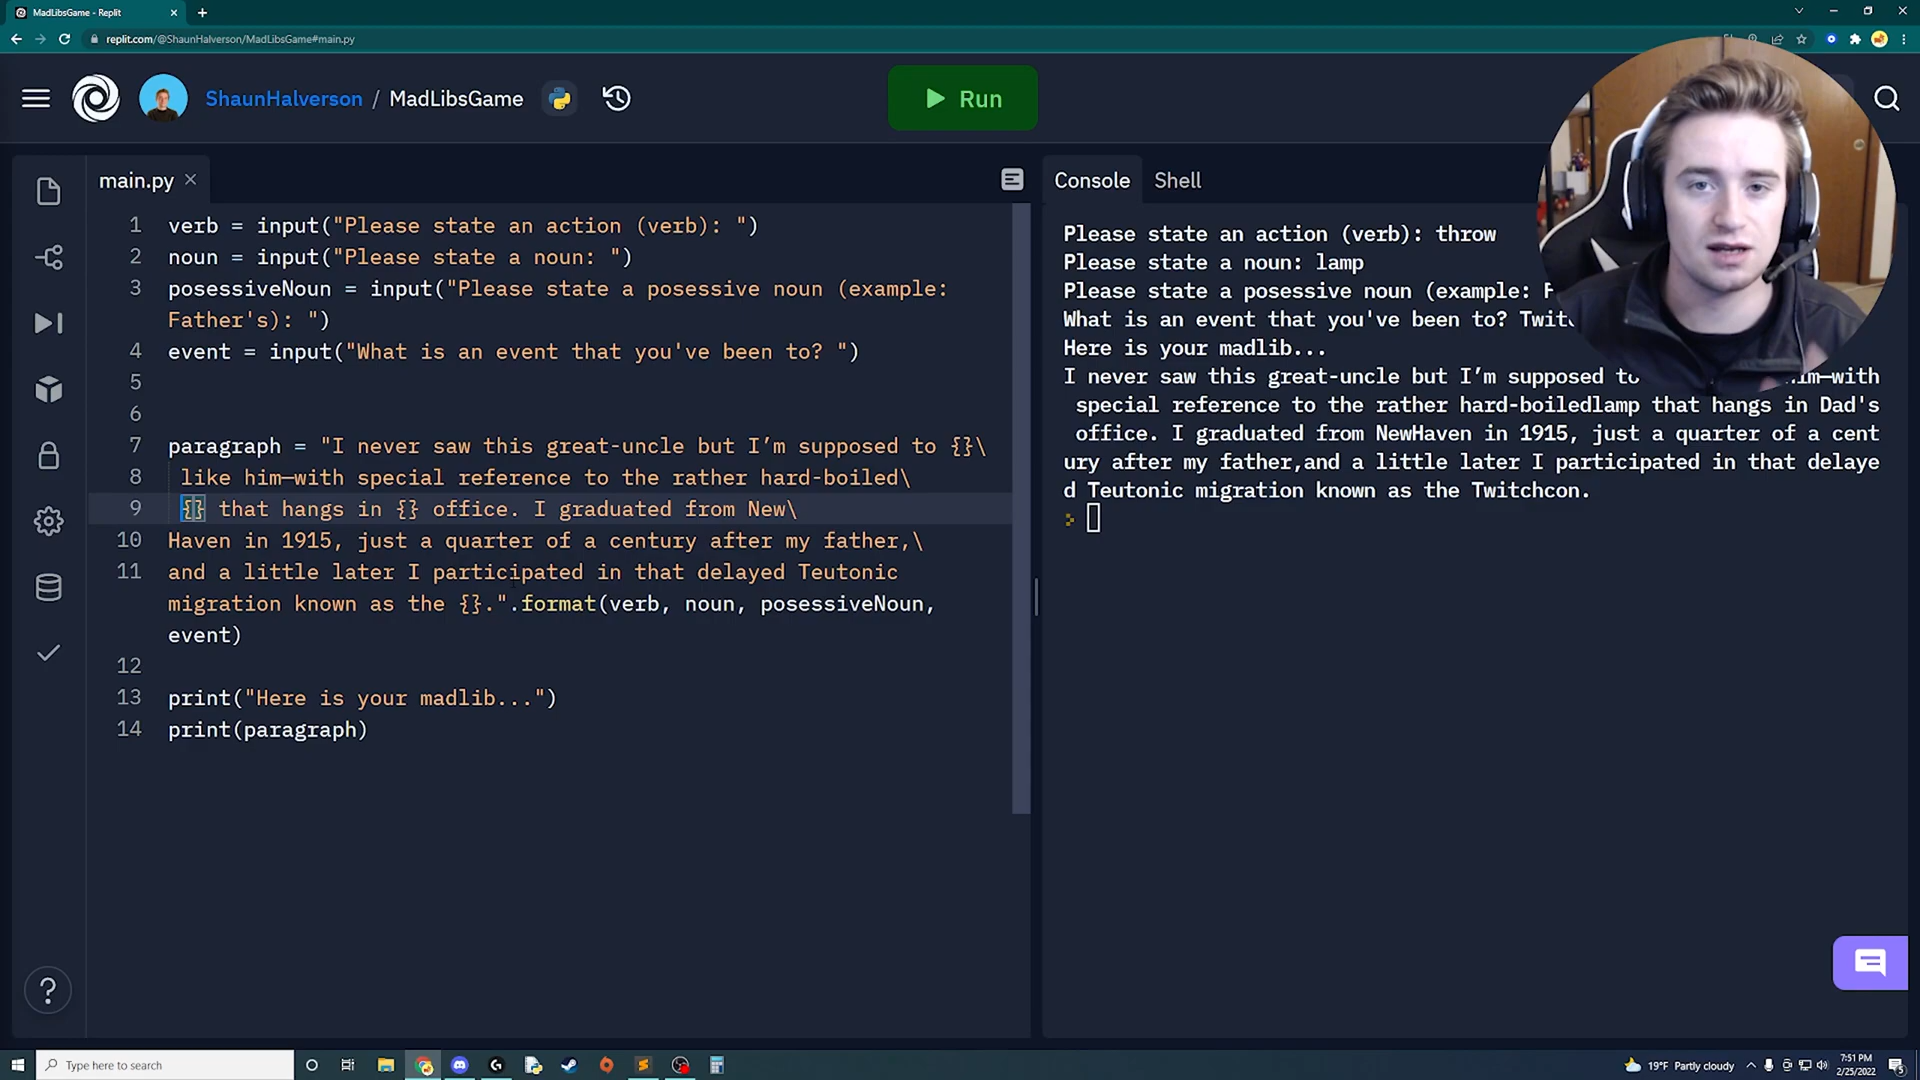 MadLibsGame - Replit
replit.com/@ShaunHalverson/MadLibsGame#main.py
ShaunHalverson / MadLibsGame
Run
main.py
Console Shell
1 verb = input("Please state an action (verb): ")
2 noun = input("Please state a noun: ")
3 posessiveNoun = input("Please state a posessive noun (example:
Father's): ")
4 event = input("What is an event that you've been to? ")
5
6
7 paragraph = "I never saw this great-uncle but I’m supposed to {}\
8 like him—with special reference to the rather hard-boiled\
9 {} that hangs in {} office. I graduated from New\
10 Haven in 1915, just a quarter of a century after my father,\
11 and a little later I participated in that delayed Teutonic
migration known as the {}.".format(verb, noun, posessiveNoun,
event)
12
13 print("Here is your madlib...")
14 print(paragraph)
Please state an action (verb): throw
Please state a noun: lamp
Please state a posessive noun (example:
What is an event that you've been to?
Here is your madlib...
I never saw this great-uncle but I’m supposed to him—with
special reference to the rather hard-boiledlamp that hangs in Dad's
office. I graduated from NewHaven in 1915, just a quarter of a cent
ury after my father,and a little later I participated in that delaye
d Teutonic migration known as the Twitchcon.
?
Type here to search
19°F Partly cloudy
7:51 PM
2/25/2022
5